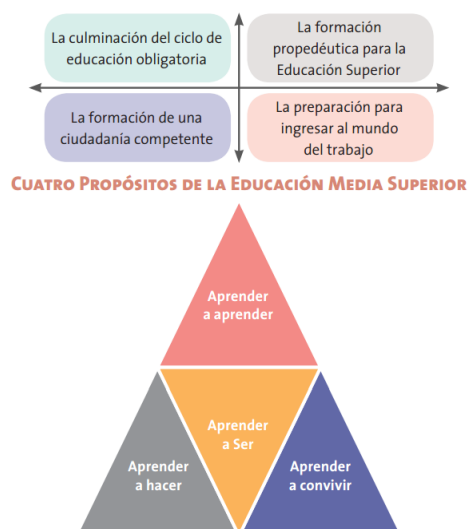 La culminación del ciclo de
educación obligatoria
La formación
propedéutica para la
Educación Superior
La formación de una
ciudadanía competente
La preparación para
ingresar al mundo
del trabajo
Cuatro Propósitos de la Educación Media Superior
Aprender
a aprender
Aprender
a Ser
Aprender
a hacer
Aprender
a convivir